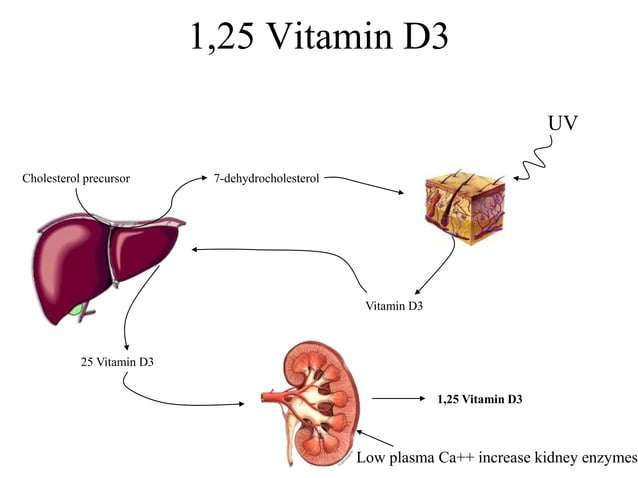 1,25 Vitamin D3
UV
Cholesterol precursor
7-dehydrocholesterol
Vitamin D3
25 Vitamin D3
1,25 Vitamin D3
Low plasma Ca++ increase kidney enzymes